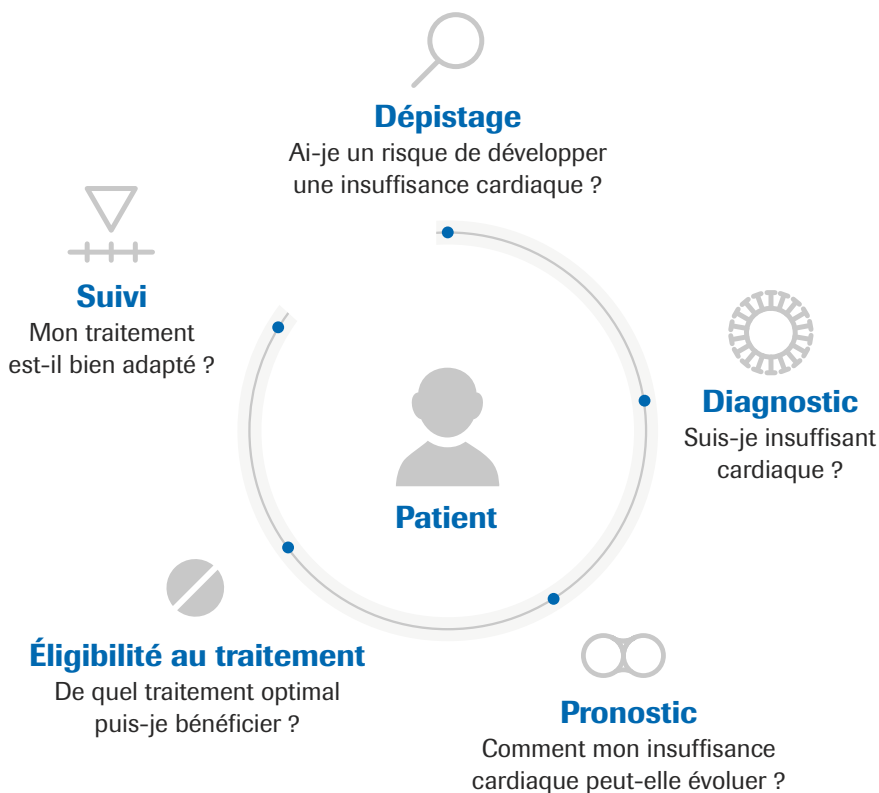 Dépistage
Ai-je un risque de développer
une insuffisance cardiaque ?
Diagnostic
Suis-je insuffisant
cardiaque ?
Pronostic
Comment mon insuffisance
cardiaque peut-elle évoluer ?
Éligibilité au traitement
De quel traitement optimal
puis-je bénéficier ?
Suivi
Mon traitement
est-il bien adapté ?
Patient